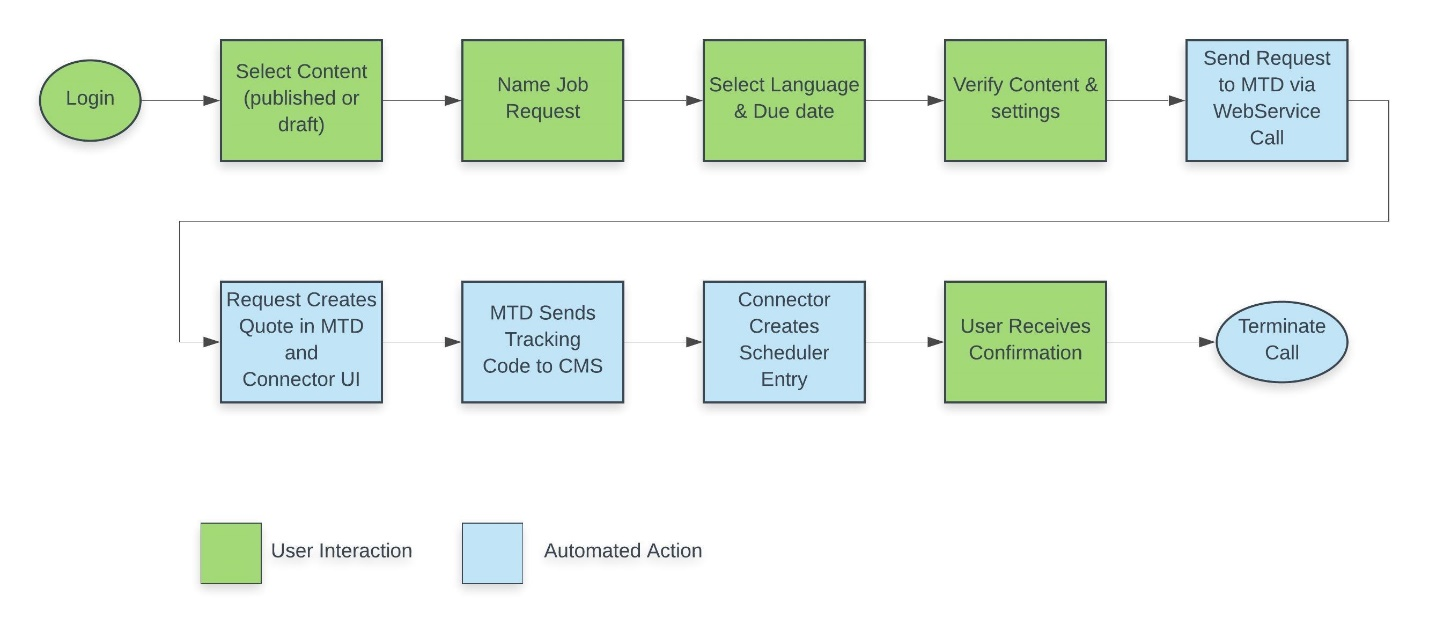 Login
Select Content
(published or
draft)
Name Job
Request
Select Language
& Due date
Verify Content &
settings
Send Request
to MTD via
WebService
Call
Request Creates
Quote in MTD
and
Connector UI
MTD Sends
Tracking
Code to CMS
Connector
Creates
Scheduler
Entry
User Receives
Confirmation
Terminate
Call
User Interaction
Automated Action